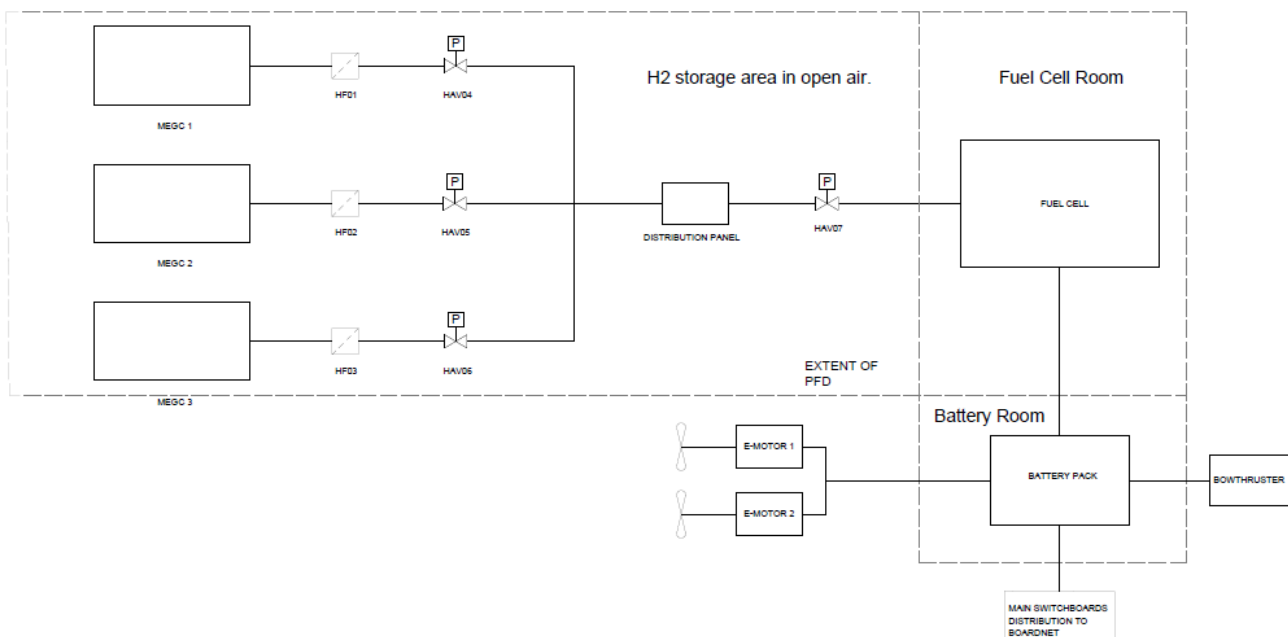 P
H2 storage area in open air.
Fuel Cell Room
HF01
HAV04
MEGC 1
P
P
FUEL CELL
HF02
HAV05
DISTRIBUTION PANEL
HAV07
MEGC 2
P
HF03
HAV06
EXTENT OF
PFD
MEGC 3
Battery Room
E-MOTOR 1
BATTERY PACK
BOWTHRUSTER
E-MOTOR 2
MAIN SWITCHBOARDS
DISTRIBUTION TO
BOARDNET